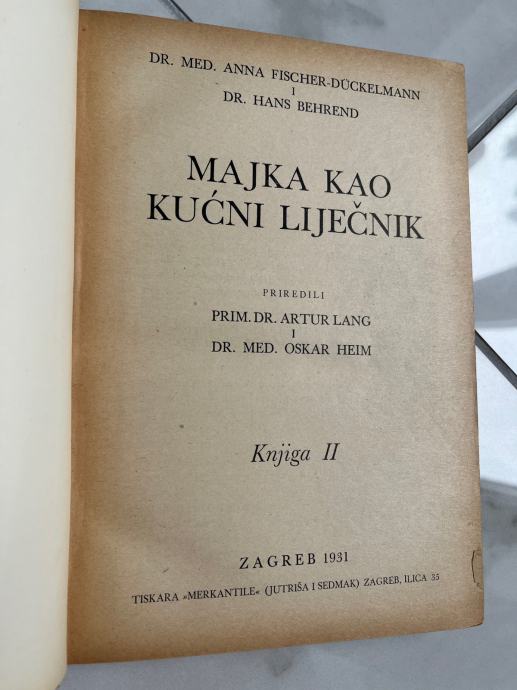 DR. MED. ANNA FISCHER-DÜCKELMANN
I
DR. HANS BEHREND
MAJKA KAO
KUĆNI LIJEČNIK
PRIREDILI
PRIM. DR. ARTUR LANG
I
DR. MED. OSKAR HEIM
Knjiga II
ZAGREB 1931
TISKARA »MERKANTILE« (JUTRIŠA I SEDMAK) ZAGREB, ILICA 35